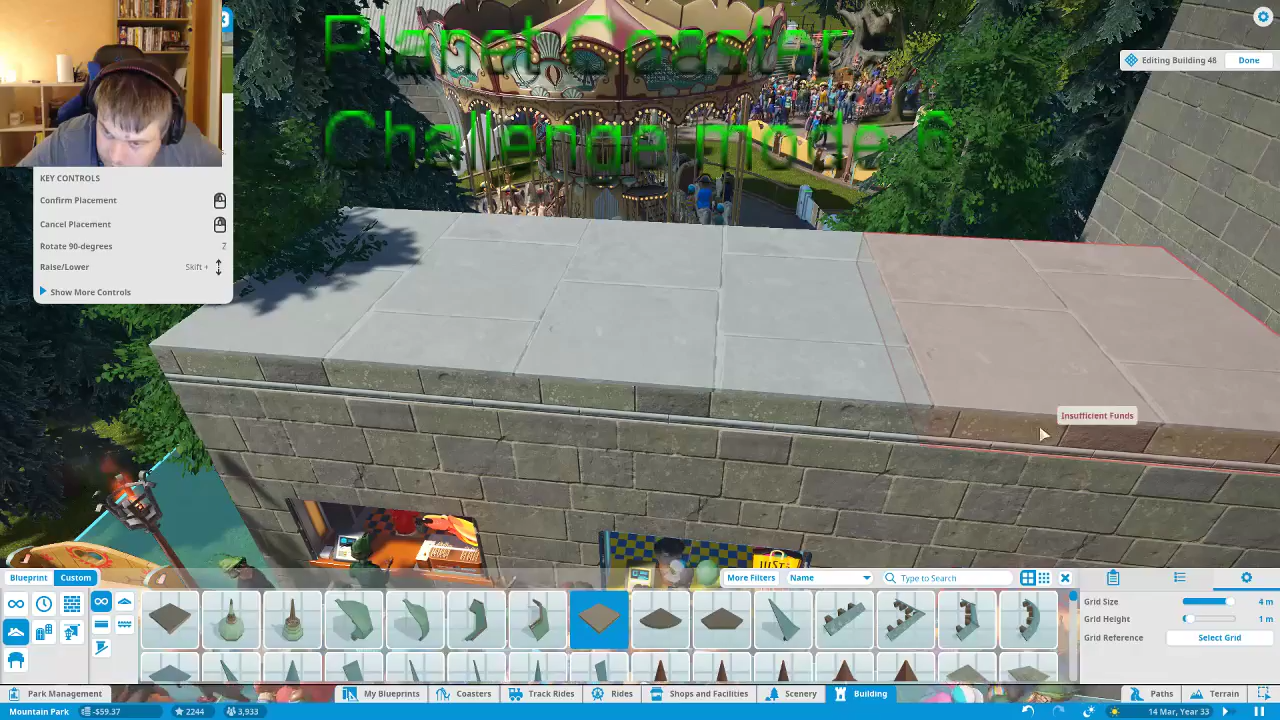 Planet Coaster
Challenge mode 6
Editing Building 48
Done
KEY CONTROLS
Confirm Placement
Cancel Placement
Rotate 90-degrees Z
Raise/Lower Skift +
Show More Controls
Insufficient Funds
JUST
Blueprint Custom
More Filters Name Type to Search
Grid Size 4 m
Grid Height 1 m
Grid Reference Select Grid
Park Management My Blueprints Coasters Track Rides Rides Shops and Facilities Scenery Building Paths Terrain
Mountain Park -$59.37 2244 3,933 14 Mar, Year 33